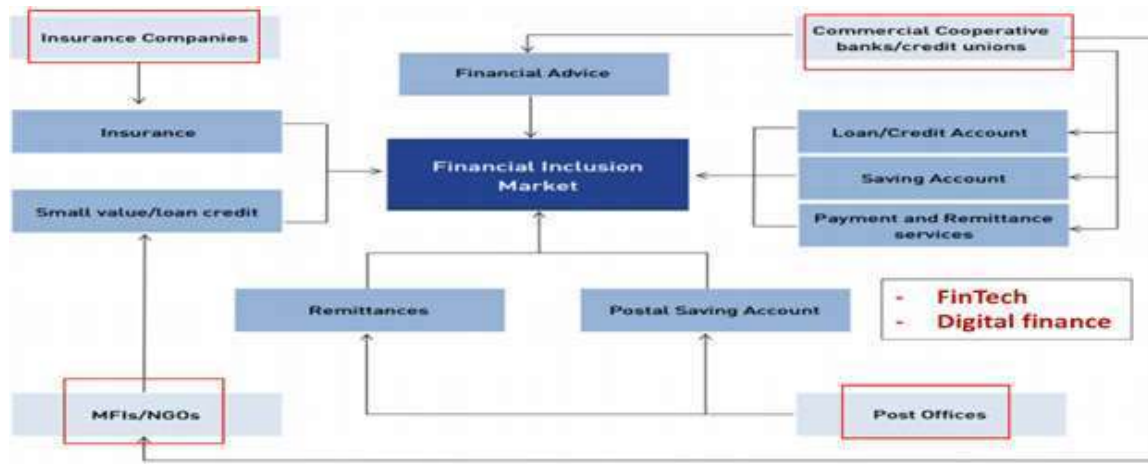 Insurance Companies
Commercial Cooperative
banks/credit unions
Financial Advice
Insurance
Loan/Credit Account
Financial Inclusion
Market
Saving Account
Small value/loan credit
Payment and Remittance
services
Remittances
Postal Saving Account
- FinTech
- Digital finance
MFIs/NGOs
Post Offices